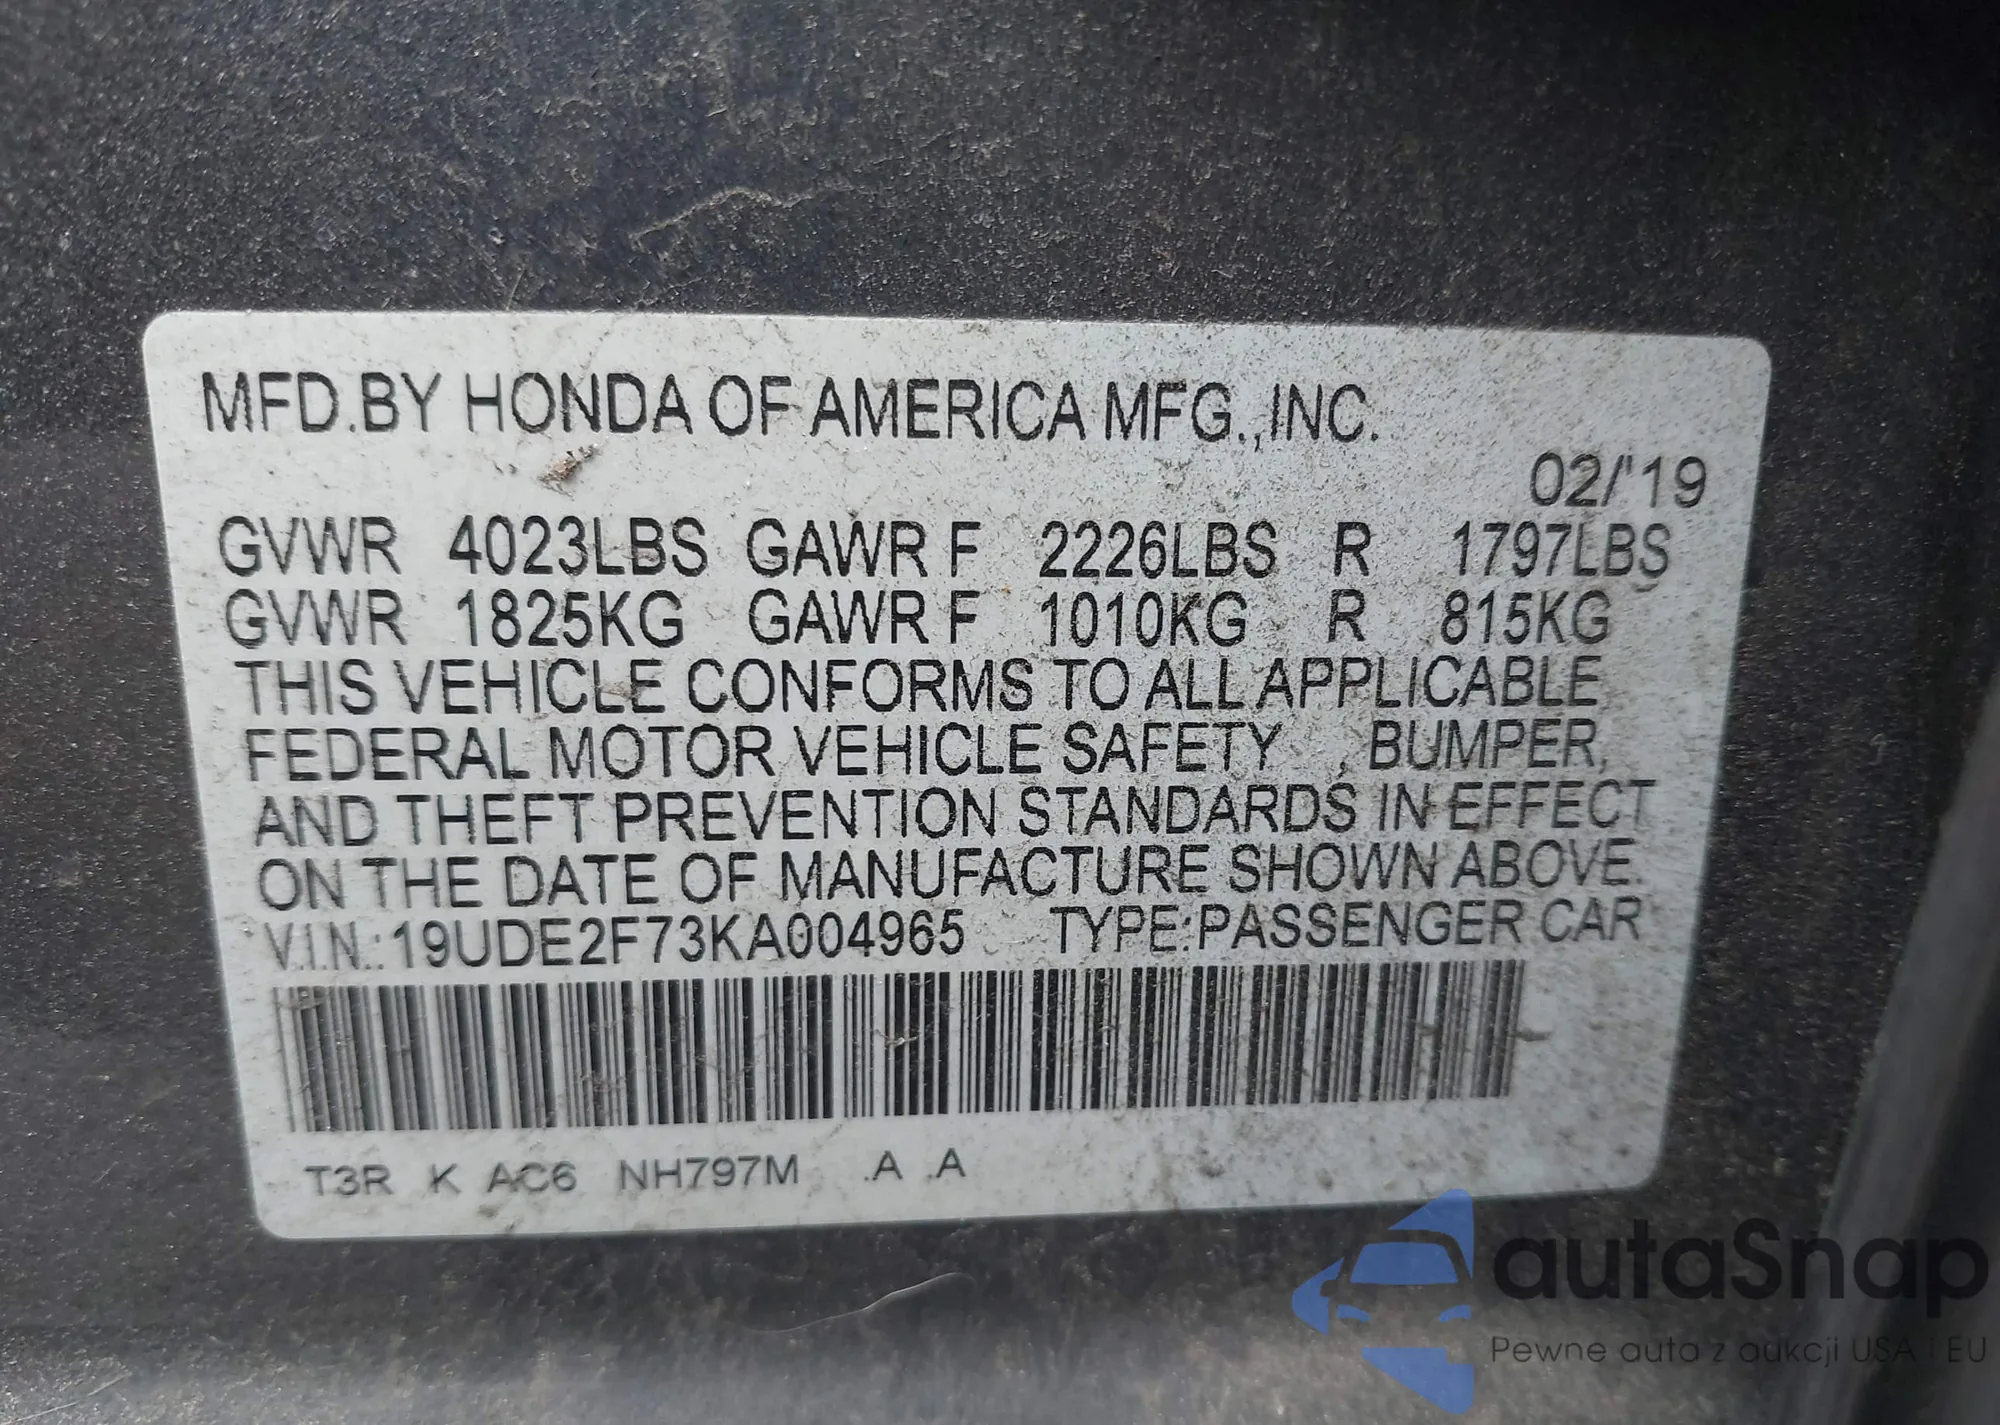 MFD.BY HONDA OF AMERICA MFG.,INC.
02/'19
GVWR 4023LBS GAWR F 2226LBS R 1797LBS
GVWR 1825KG GAWR F 1010KG R 815KG
THIS VEHICLE CONFORMS TO ALL APPLICABLE
FEDERAL MOTOR VEHICLE SAFETY , BUMPER,
AND THEFT PREVENTION STANDARDS IN EFFECT
ON THE DATE OF MANUFACTURE SHOWN ABOVE.
V.I.N.: 19UDE2F73KA004965 TYPE:PASSENGER CAR
T3R K AC6 NH797M .A .A
autaSnap
Pewne auta z aukcji USA i EU